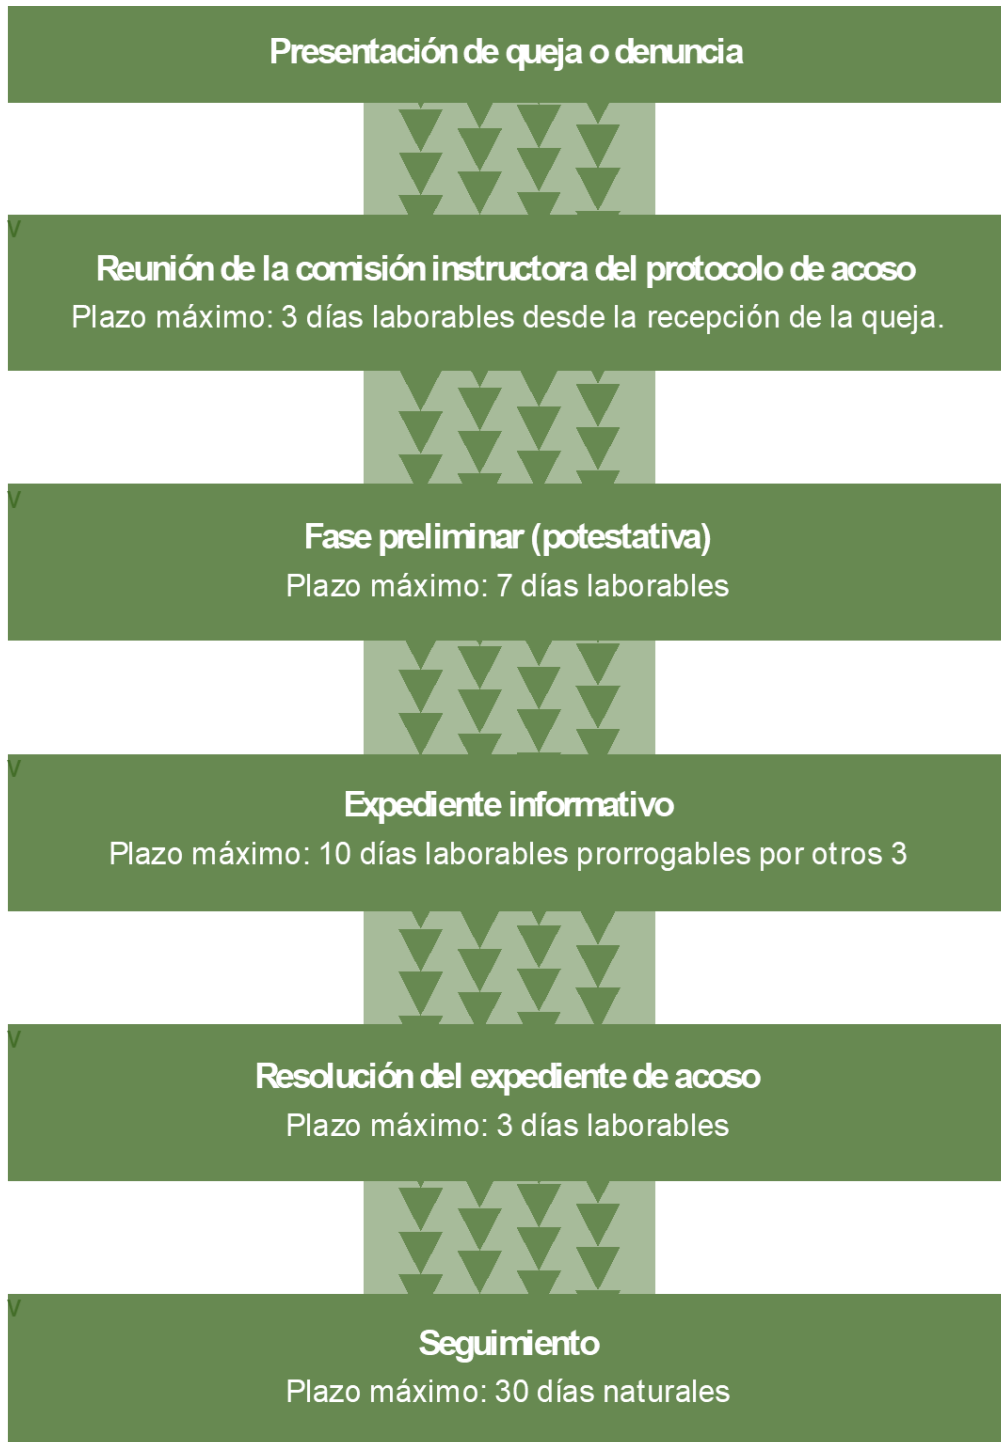 Presentación de queja o denuncia
v
Reunión de la comisión instructora del protocolo de acoso
Plazo máximo: 3 días laborables desde la recepción de la queja.
v
Fase preliminar (potestativa)
Plazo máximo: 7 días laborables
v
Expediente informativo
Plazo máximo: 10 días laborables prorrogables por otros 3
v
Resolución del expediente de acoso
Plazo máximo: 3 días laborables
v
Seguimiento
Plazo máximo: 30 días naturales